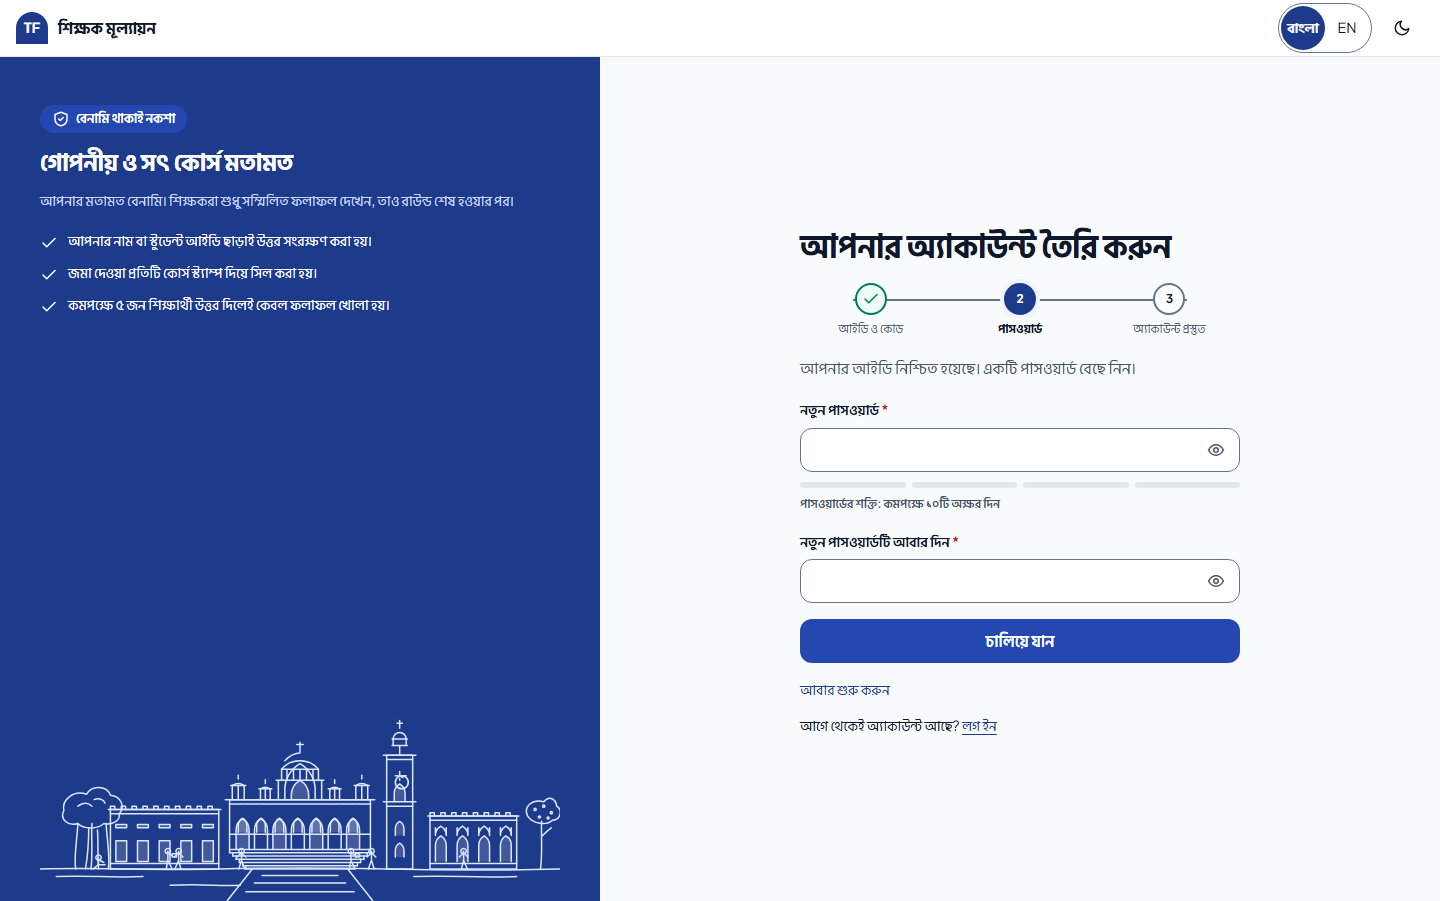 TF শিক্ষক মূল্যায়ন
বাংলা EN
বেনামি থাকাই নকশা
গোপনীয় ও সৎ কোর্স মতামত
আপনার মতামত বেনামি। শিক্ষকরা শুধু সম্মিলিত ফলাফল দেখেন, তাও রাউন্ড শেষ হওয়ার পর।
আপনার নাম বা স্টুডেন্ট আইডি ছাড়াই উত্তর সংরক্ষণ করা হয়।
জমা দেওয়া প্রতিটি কোর্স স্ট্যাম্প দিয়ে সিল করা হয়।
কমপক্ষে ৫ জন শিক্ষার্থী উত্তর দিলেই কেবল ফলাফল খোলা হয়।
আপনার অ্যাকাউন্ট তৈরি করুন
2 3
আইডি ও কোড পাসওয়ার্ড অ্যাকাউন্ট প্রস্তুত
আপনার আইডি নিশ্চিত হয়েছে। একটি পাসওয়ার্ড বেছে নিন।
নতুন পাসওয়ার্ড *
পাসওয়ার্ডের শক্তি: কমপক্ষে ১০টি অক্ষর দিন
নতুন পাসওয়ার্ডটি আবার দিন *
চালিয়ে যান
আবার শুরু করুন
আগে থেকেই অ্যাকাউন্ট আছে? লগ ইন